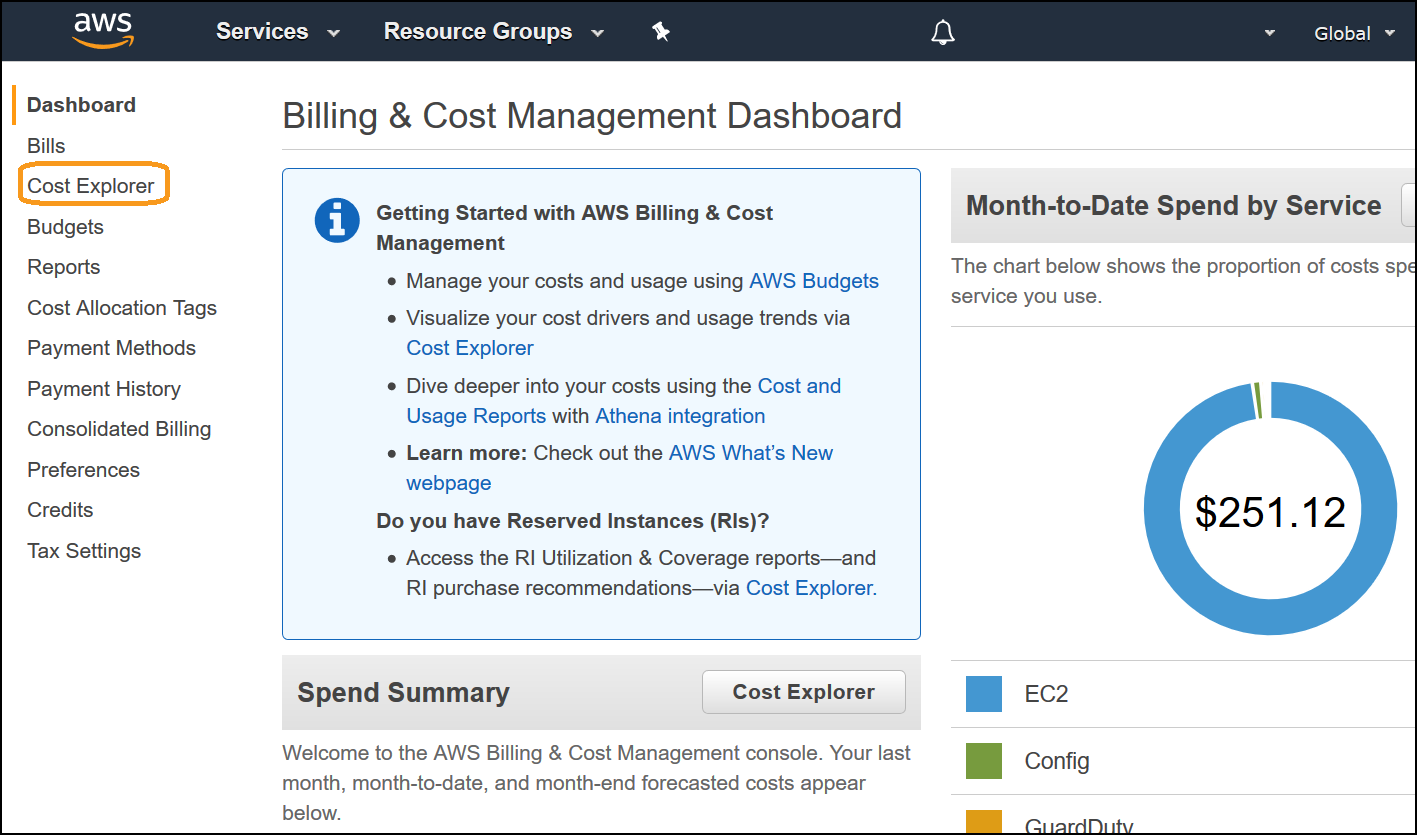 aws
Services
Resource Groups
Global
Dashboard
Bills
Cost Explorer
Budgets
Reports
Cost Allocation Tags
Payment Methods
Payment History
Consolidated Billing
Preferences
Credits
Tax Settings
Billing & Cost Management Dashboard
Getting Started with AWS Billing & Cost
Management
• Manage your costs and usage using AWS Budgets
• Visualize your cost drivers and usage trends via
Cost Explorer
• Dive deeper into your costs using the Cost and
Usage Reports with Athena integration
• Learn more: Check out the AWS What’s New
webpage
Do you have Reserved Instances (RIs)?
• Access the RI Utilization & Coverage reports—and
RI purchase recommendations—via Cost Explorer.
Spend Summary
Cost Explorer
Welcome to the AWS Billing & Cost Management console. Your last
month, month-to-date, and month-end forecasted costs appear
below.
Month-to-Date Spend by Service
The chart below shows the proportion of costs spe
service you use.
$251.12
EC2
Config
GuardDuty